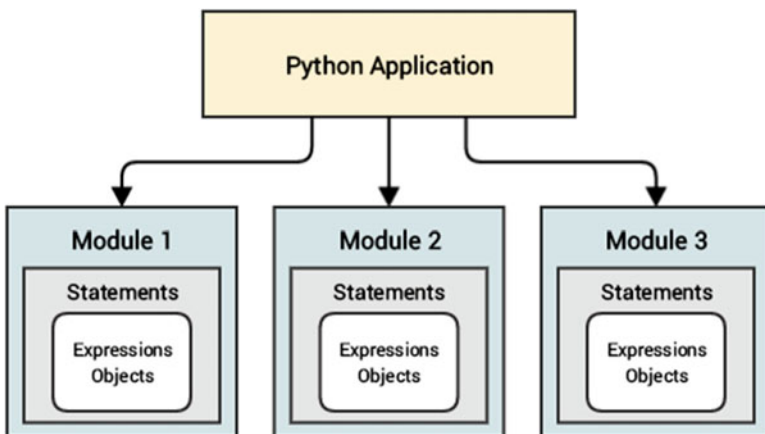 Python Application
Module 1
Statements
Expressions
Objects
Module 2
Statements
Expressions
Objects
Module 3
Statements
Expressions
Objects